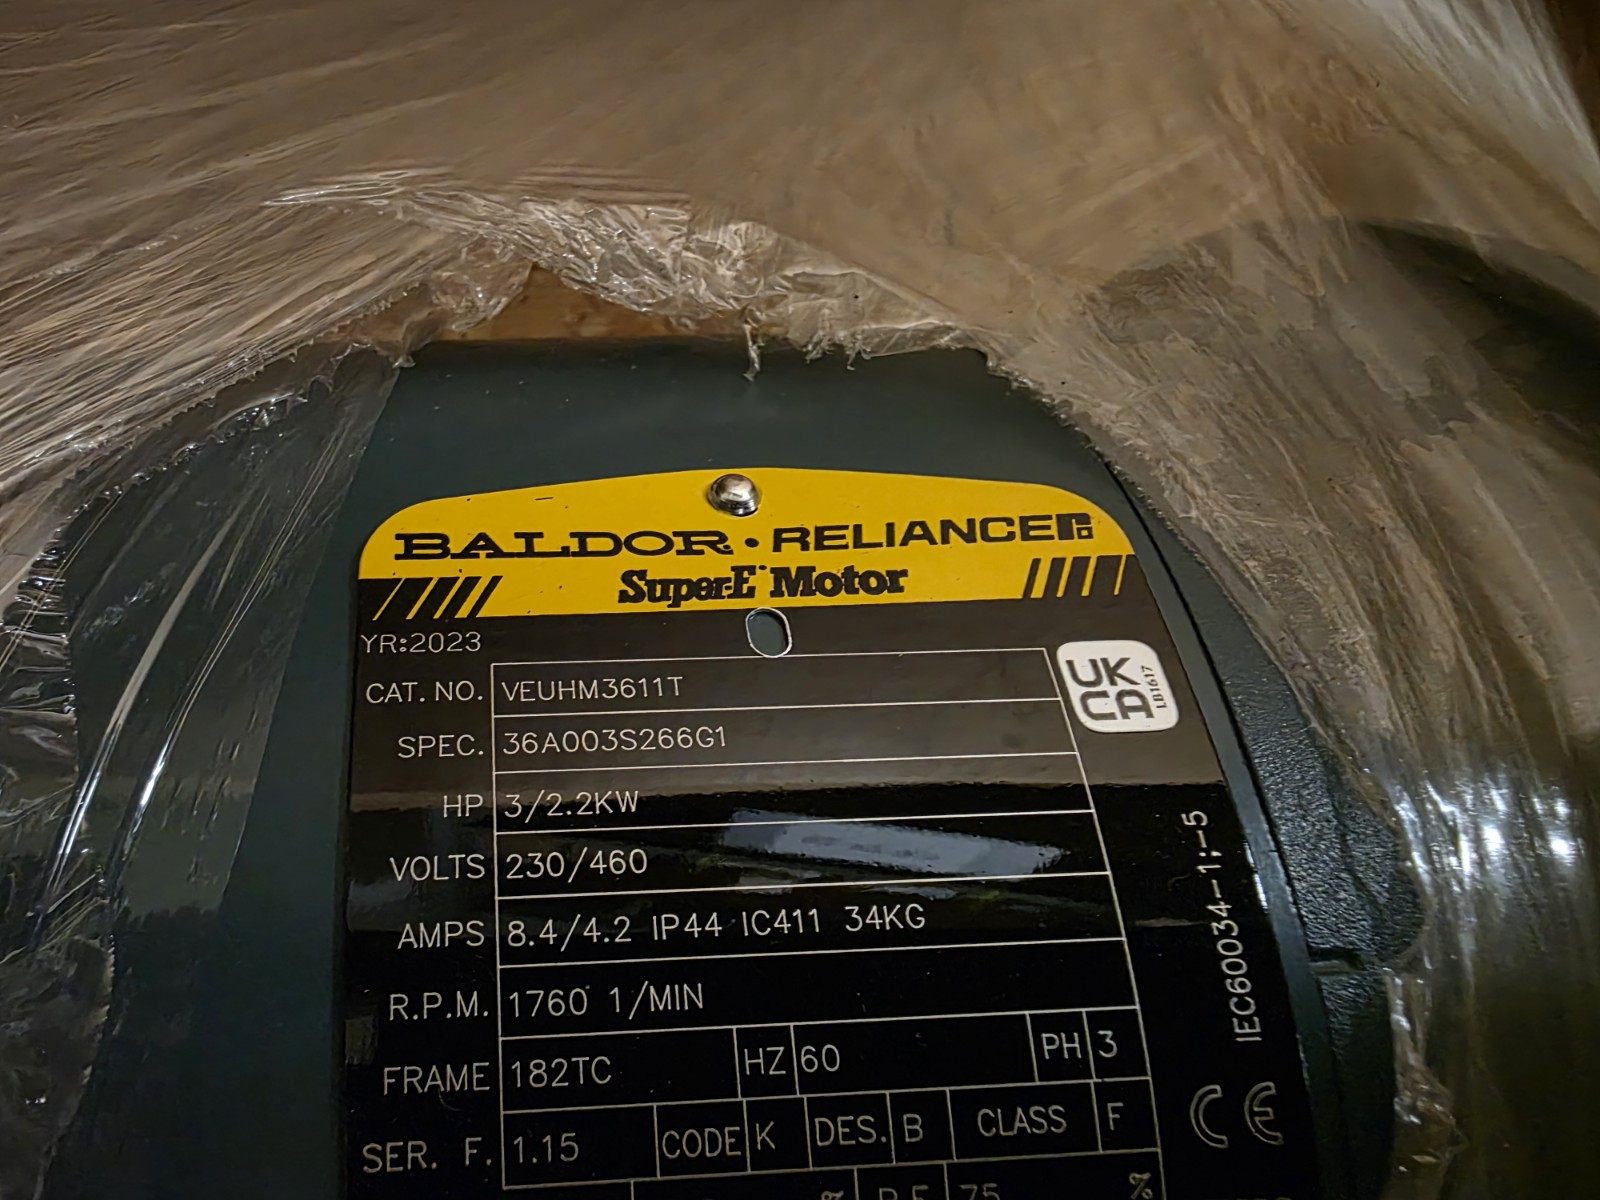 BALDOR • RELIANCE
Super-E Motor
YR:2023
CAT. NO. VEUHM3611T
UK CA LB1617
SPEC. 36A003S266G1
HP 3/2.2KW
VOLTS 230/460
AMPS 8.4/4.2 IP44 IC411 34KG
R.P.M. 1760 1/MIN
FRAME 182TC HZ 60 PH 3
SER. F. 1.15 CODE K DES. B CLASS F
% P.F. 75 %
IEC60034-1:-5
CE